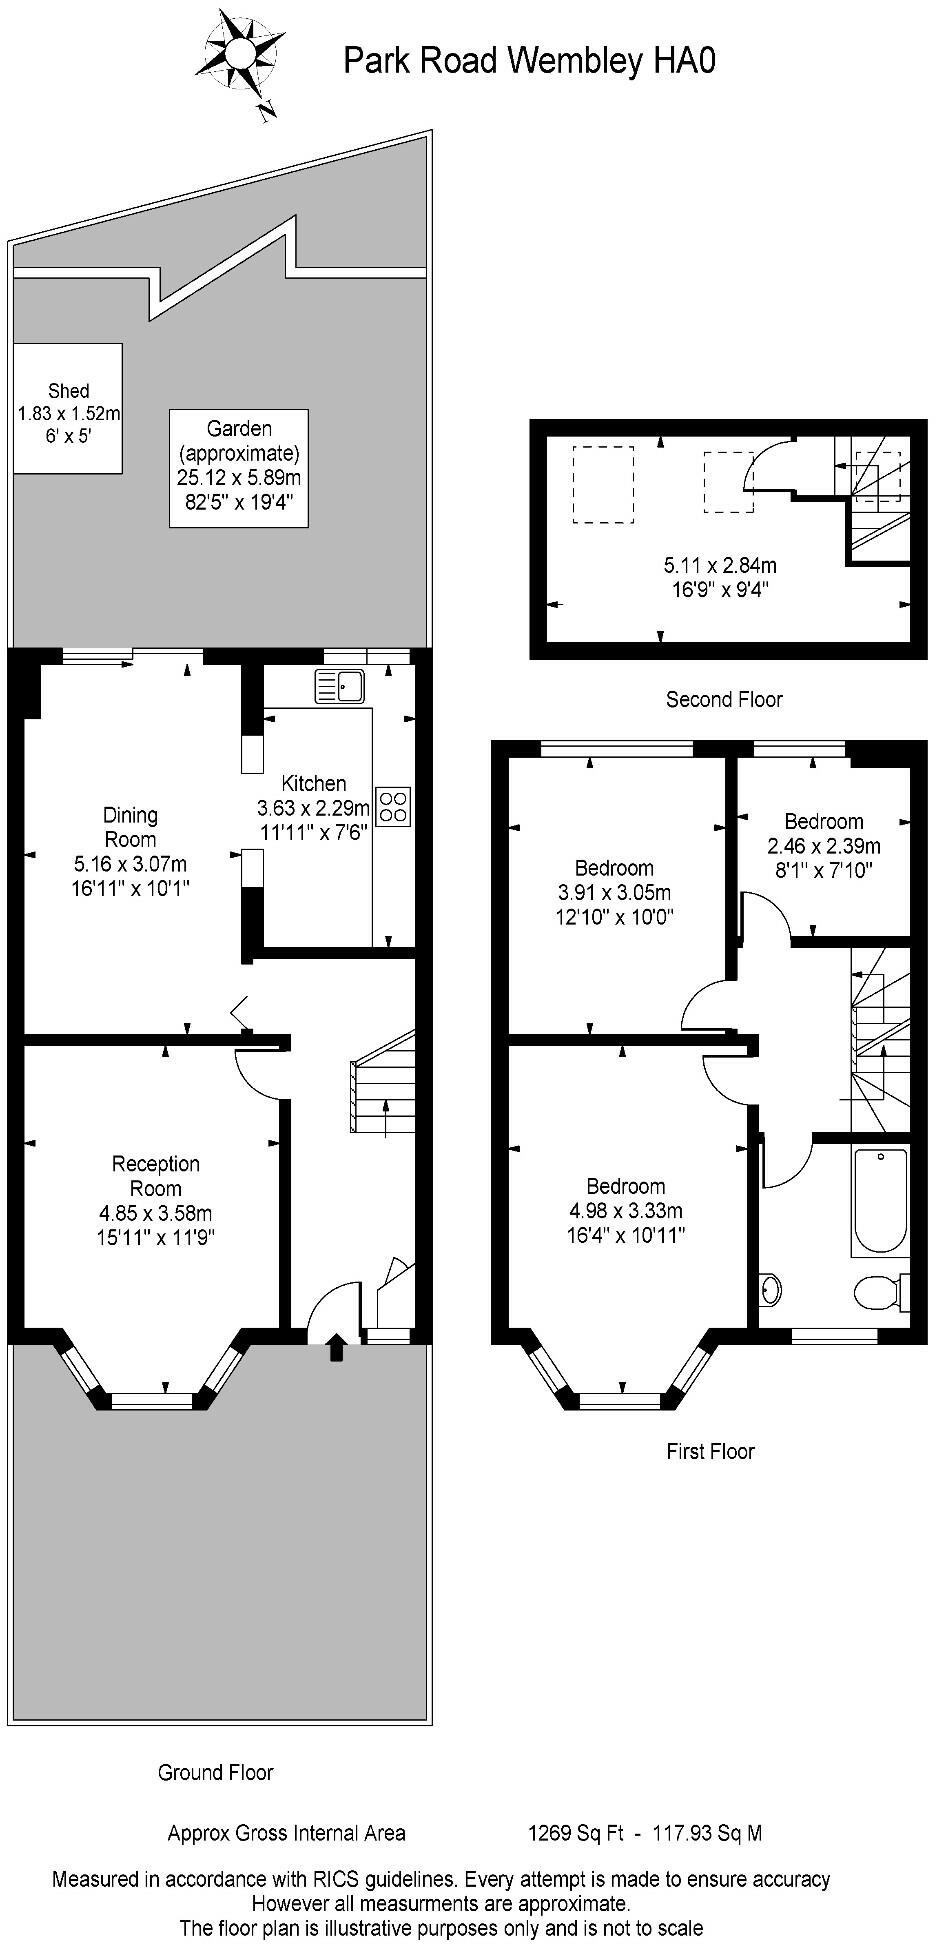 Park Road Wembley HA0
N
Shed
1.83 x 1.52m
6' x 5'
Garden
(approximate)
25.12 x 5.89m
82'5" x 19'4"
5.11 x 2.84m
16'9" x 9'4"
Second Floor
Kitchen
3.63 x 2.29m
11'11" x 7'6"
Dining
Room
5.16 x 3.07m
16'11" x 10'1"
Bedroom
2.46 x 2.39m
8'1" x 7'10"
Bedroom
3.91 x 3.05m
12'10" x 10'0"
Reception
Room
4.85 x 3.58m
15'11" x 11'9"
Bedroom
4.98 x 3.33m
16'4" x 10'11"
First Floor
Ground Floor
Approx Gross Internal Area 1269 Sq Ft - 117.93 Sq M
Measured in accordance with RICS guidelines. Every attempt is made to ensure accuracy
However all measurments are approximate.
The floor plan is illustrative purposes only and is not to scale